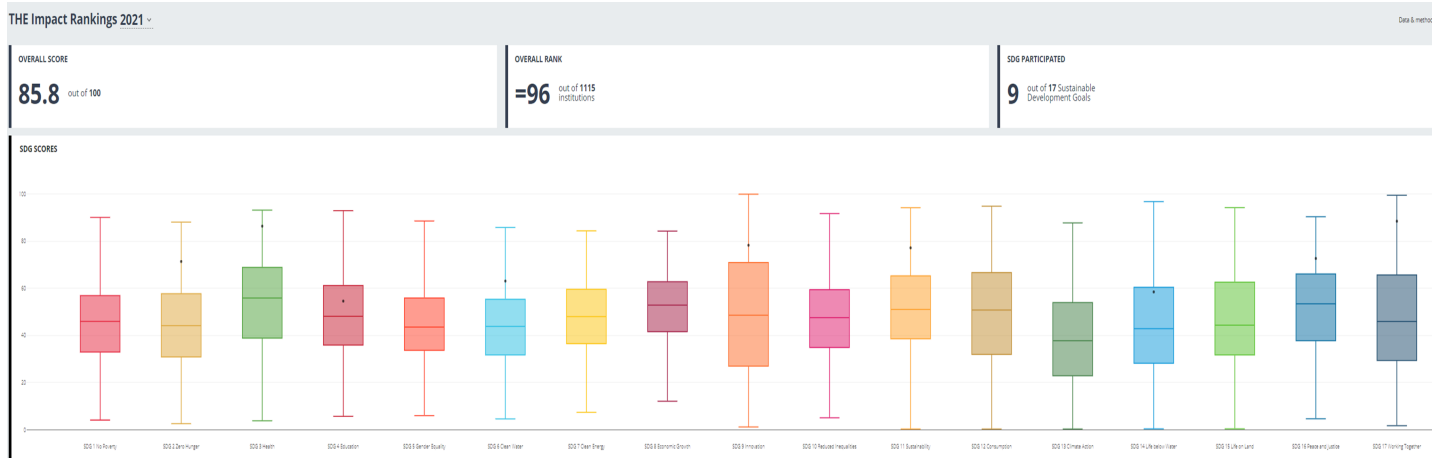 THE Impact Rankings 2021
Data & method
OVERALL SCORE
85.8 out of 100
OVERALL RANK
=96 out of 1115
institutions
SDG PARTICIPATED
9 out of 17 Sustainable
Development Goals
SDG SCORES
100
80
60
40
20
0
SDG 1 No Poverty
SDG 2 Zero Hunger
SDG 3 Health
SDG 4 Education
SDG 5 Gender Equality
SDG 6 Clean Water
SDG 7 Clean Energy
SDG 8 Economic Growth
SDG 9 Innovation
SDG 10 Reduced Inequalities
SDG 11 Sustainability
SDG 12 Consumption
SDG 13 Climate Action
SDG 14 Life below Water
SDG 15 Life on Land
SDG 16 Peace and Justice
SDG 17 Working Together